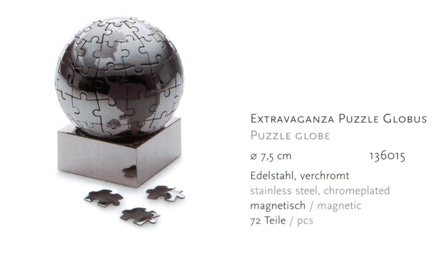 Extravaganza Puzzle Globus
Puzzle globe
ø 7,5 cm 136015
Edelstahl, verchromt
stainless steel, chromeplated
magnetisch / magnetic
72 Teile / pcs